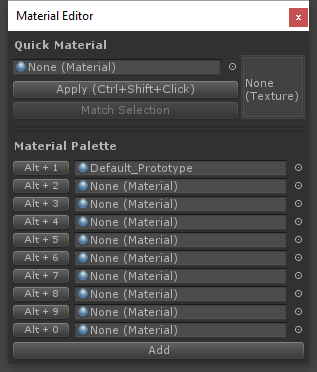 Material Editor
x
Quick Material
None (Material)
None
(Texture)
Apply (Ctrl+Shift+Click)
Match Selection
Material Palette
Alt + 1 Default_Prototype
Alt + 2 None (Material)
Alt + 3 None (Material)
Alt + 4 None (Material)
Alt + 5 None (Material)
Alt + 6 None (Material)
Alt + 7 None (Material)
Alt + 8 None (Material)
Alt + 9 None (Material)
Alt + 0 None (Material)
Add